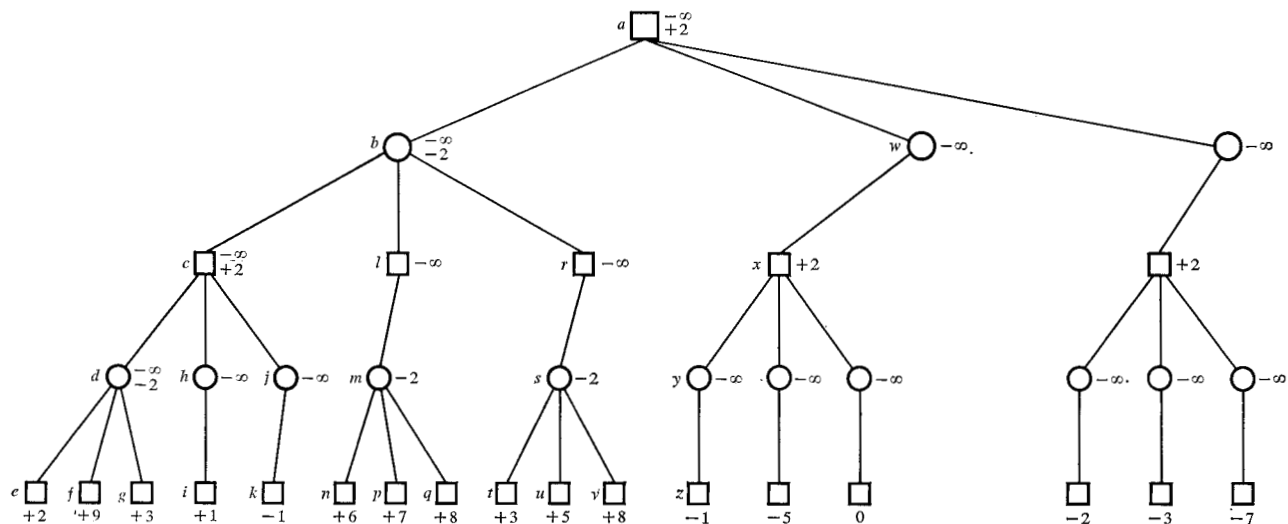 a −∞
+2
b −∞
−2
w −∞.
−∞
c −∞
+2
l −∞
r −∞
x +2
+2
d −∞
−2
h −∞
j −∞
m −2
s −2
y −∞
−∞
−∞
−∞.
−∞
−∞
e f g i k n p q t u v z
+2 +9 +3 +1 −1 +6 +7 +8 +3 +5 +8 −1 −5 0 −2 −3 −7